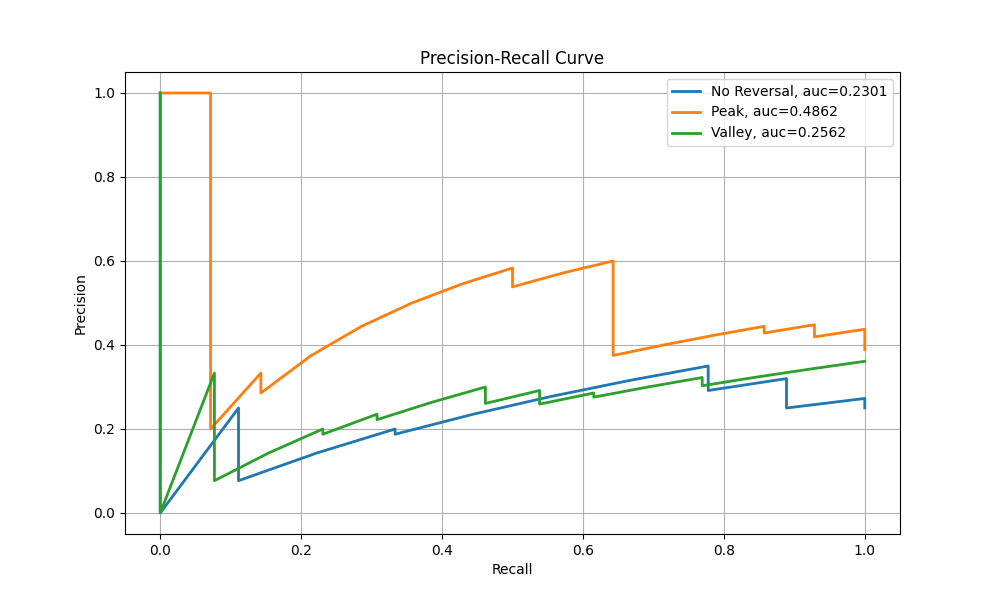 Precision-Recall Curve
No Reversal, auc=0.2301
Peak, auc=0.4862
Valley, auc=0.2562
Precision
1.0
0.8
0.6
0.4
0.2
0.0
0.0 0.2 0.4 0.6 0.8 1.0
Recall